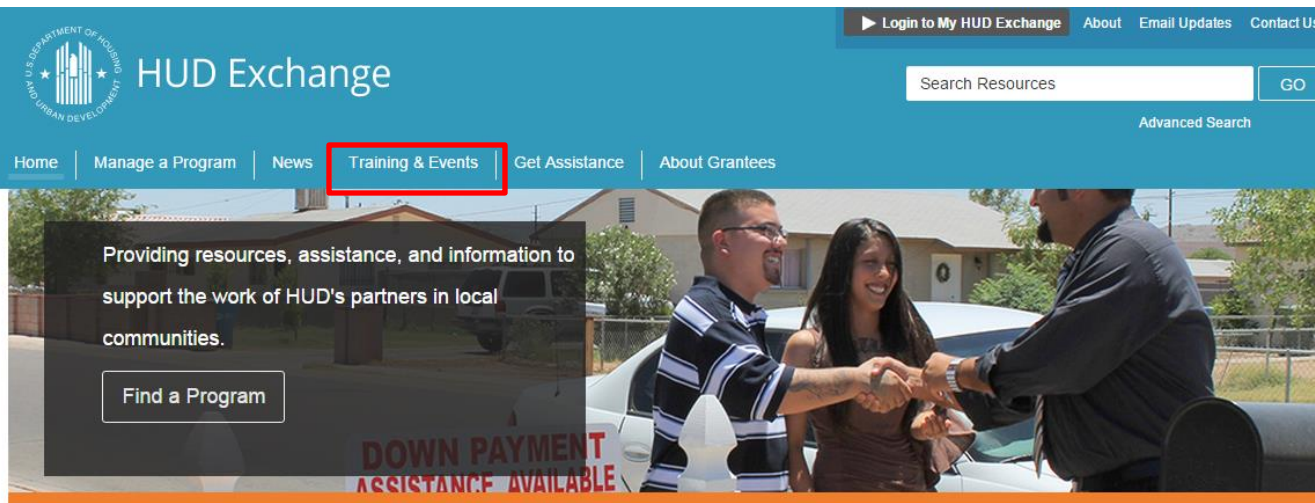 U.S. DEPARTMENT OF HOUSING AND URBAN DEVELOPMENT
HUD Exchange
Login to My HUD Exchange
About
Email Updates
Contact Us
Search Resources
GO
Advanced Search
Home
Manage a Program
News
Training & Events
Get Assistance
About Grantees
Providing resources, assistance, and information to
support the work of HUD's partners in local
communities.
Find a Program
DOWN PAYMENT
ASSISTANCE AVAILABLE